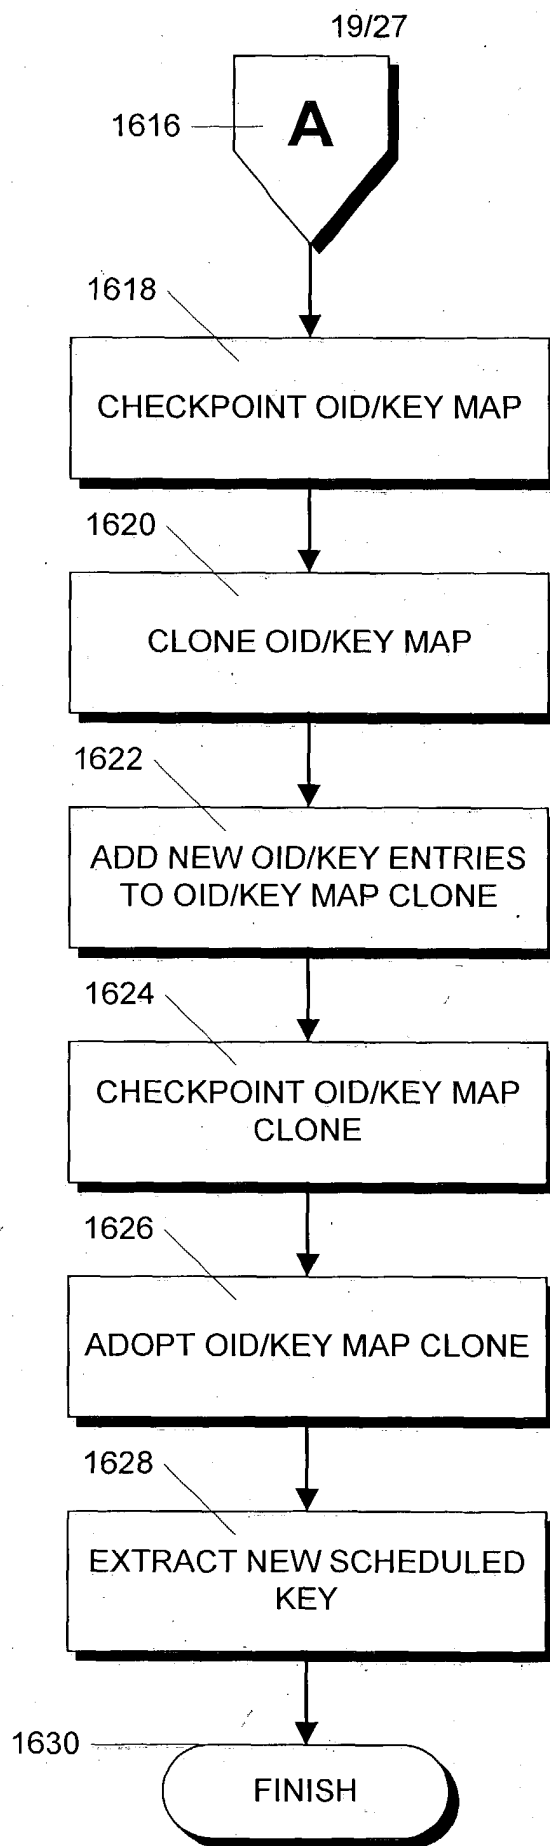 19/27
1616
A
1618
CHECKPOINT OID/KEY MAP
1620
CLONE OID/KEY MAP
1622
ADD NEW OID/KEY ENTRIES
TO OID/KEY MAP CLONE
1624
CHECKPOINT OID/KEY MAP
CLONE
1626
ADOPT OID/KEY MAP CLONE
1628
EXTRACT NEW SCHEDULED
KEY
1630
FINISH